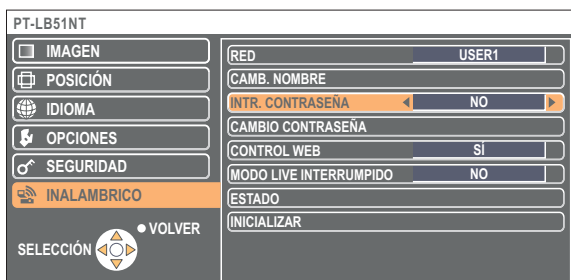 PT-LB51NT
IMAGEN
POSICIÓN
IDIOMA
OPCIONES
SEGURIDAD
INALAMBRICO
VOLVER
SELECCIÓN
RED USER1
CAMB. NOMBRE
INTR. CONTRASEÑA NO
CAMBIO CONTRASEÑA
CONTROL WEB SÍ
MODO LIVE INTERRUMPIDO NO
ESTADO
INICIALIZAR